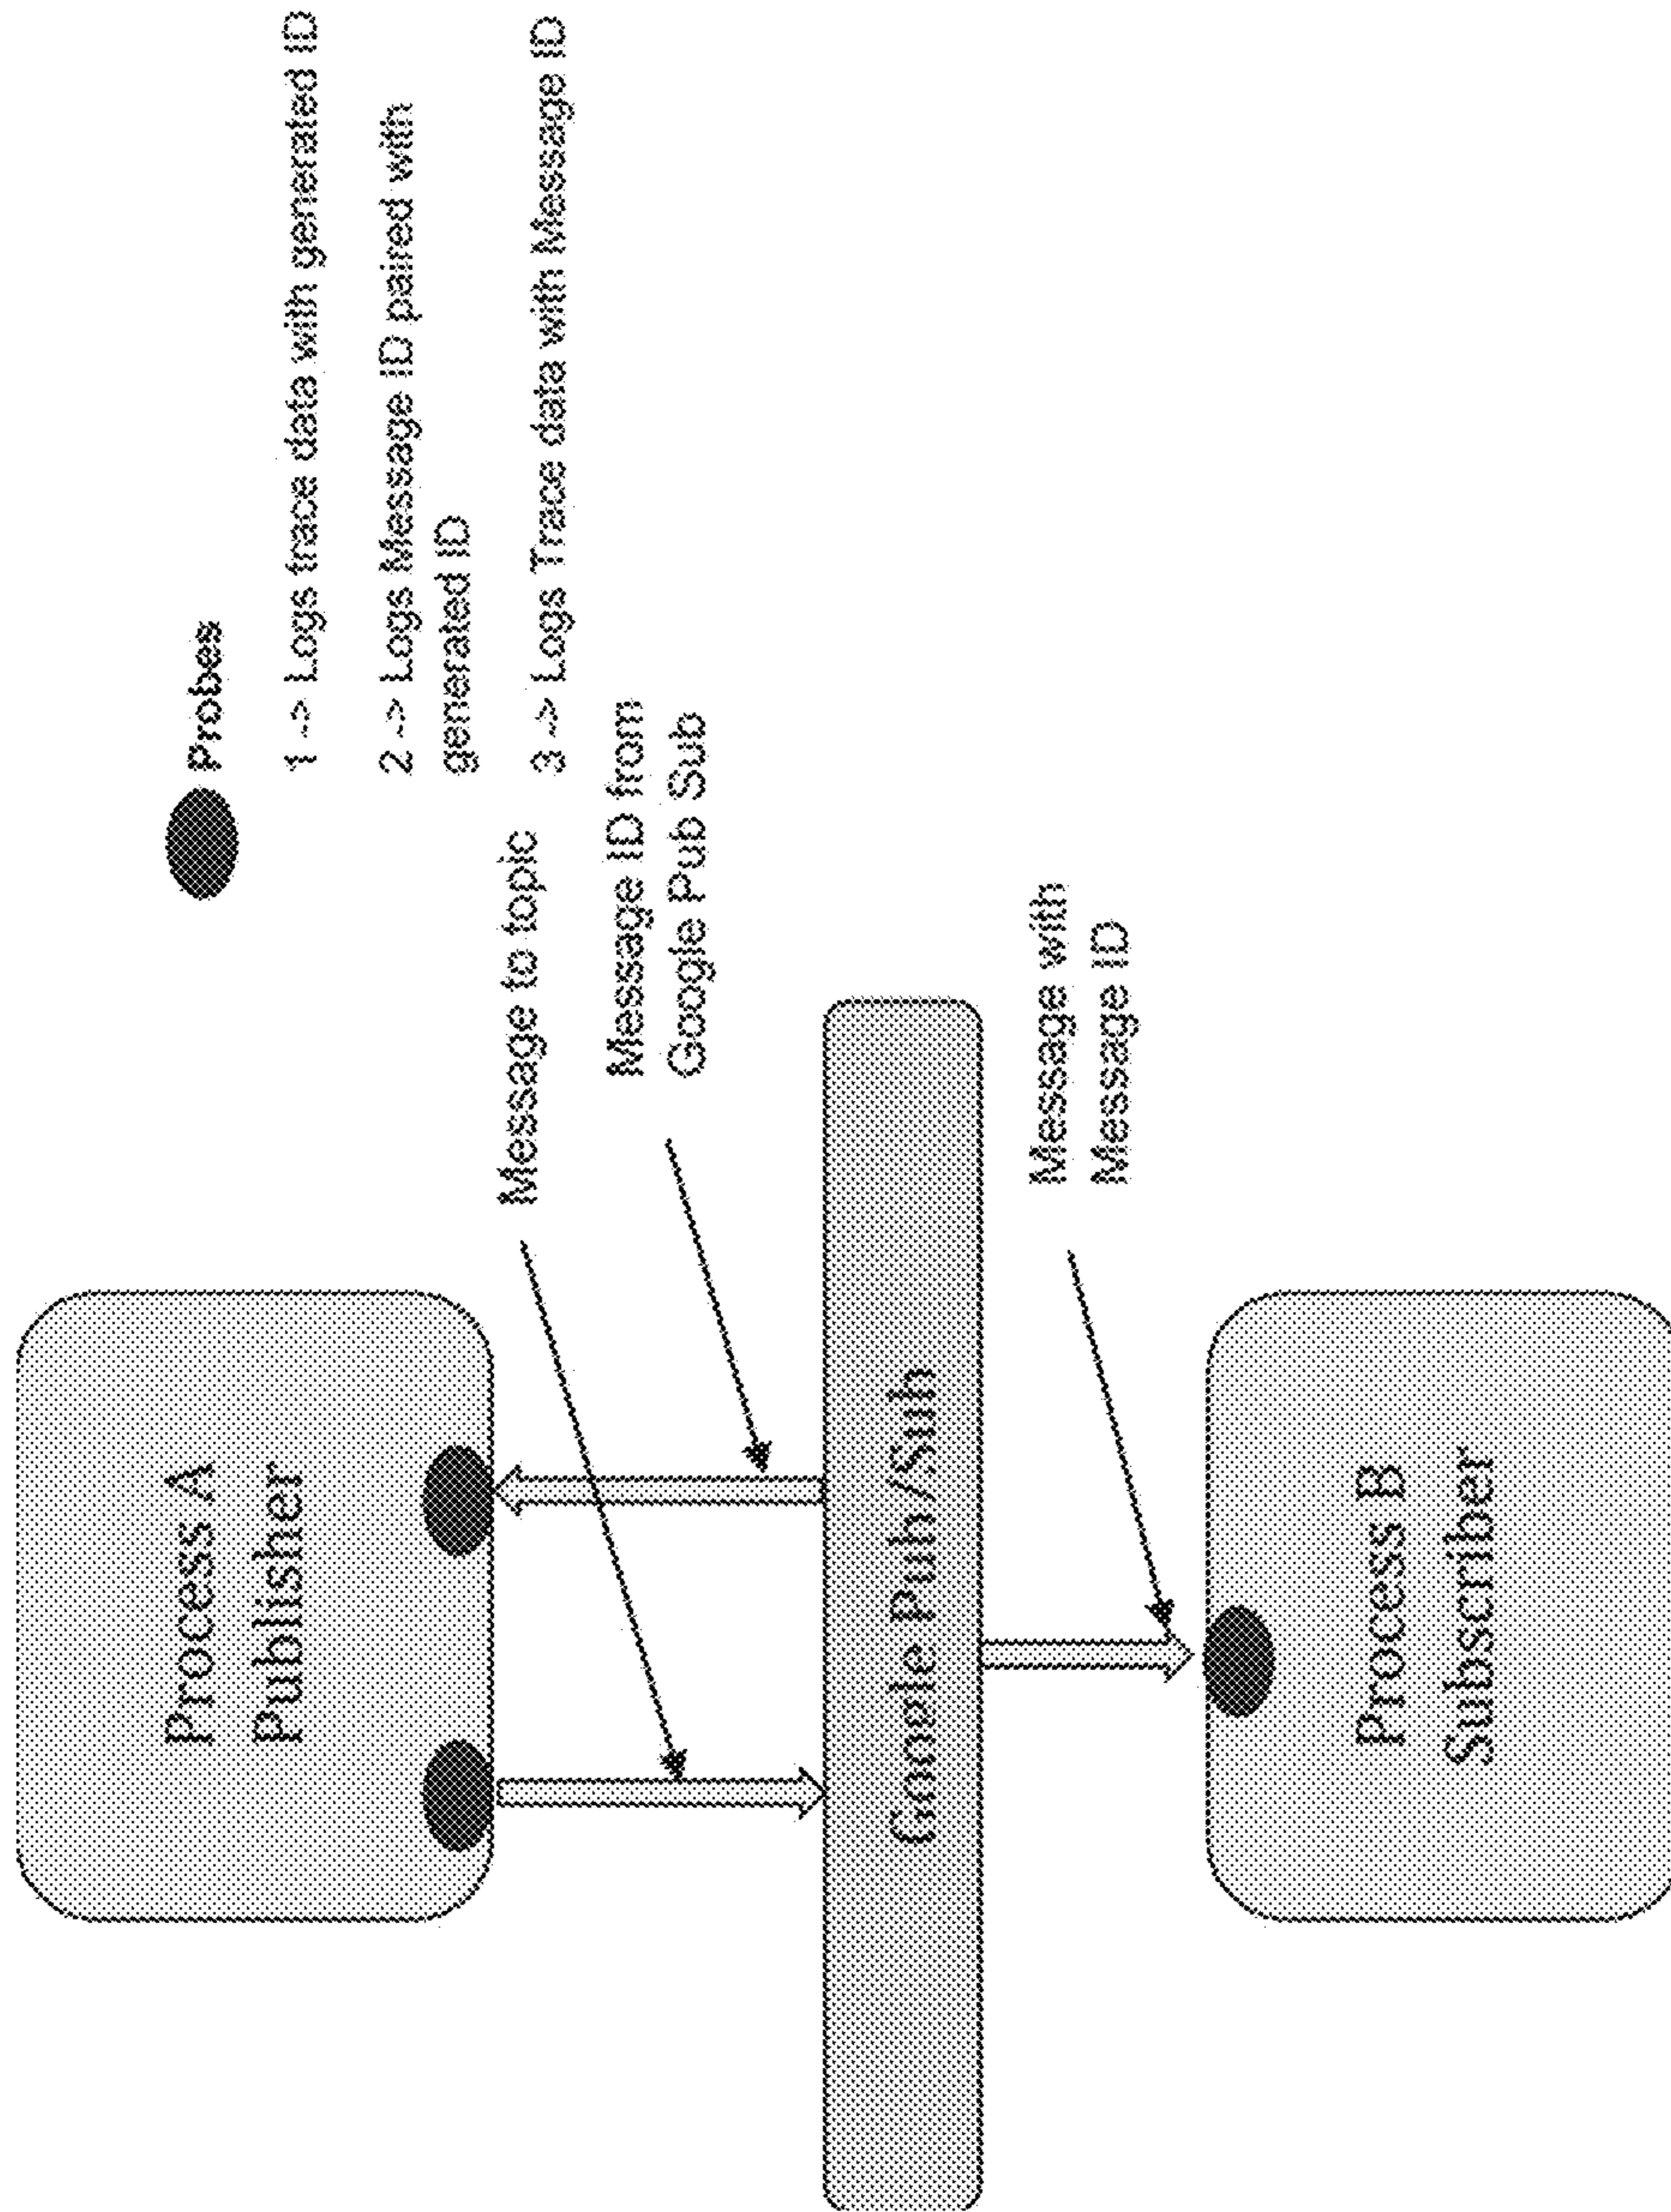 Probes
1 -> Logs trace data with generated ID
2 -> Logs Message ID paired with
generated ID
3 -> Logs Trace data with Message ID
Process A
Publisher
Message to topic
Message ID from
Google Pub Sub
Google Pub/Sub
Message with
Message ID
Process B
Subscriber